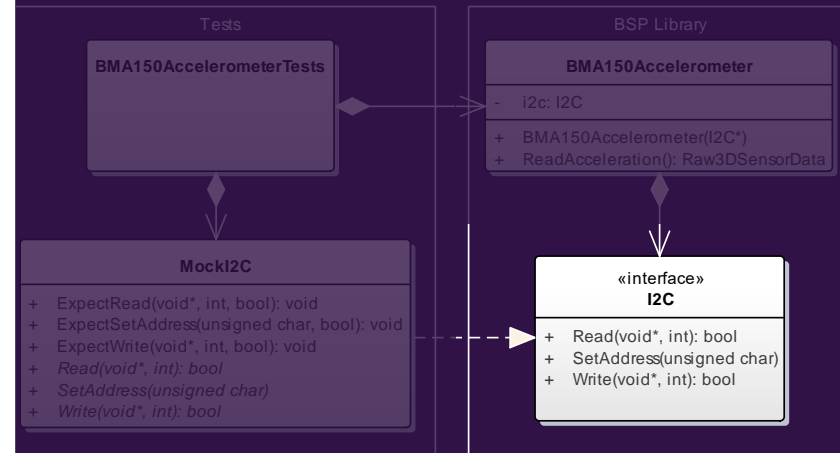 Tests
BMA150AccelerometerTests
MockI2C
+ ExpectRead(void*, int, bool): void
+ ExpectSetAddress(unsigned char, bool): void
+ ExpectWrite(void*, int, bool): void
+ Read(void*, int): bool
+ SetAddress(unsigned char)
+ Write(void*, int): bool
BSP Library
BMA150Accelerometer
- i2c: I2C
+ BMA150Accelerometer(I2C*)
+ ReadAcceleration(): Raw3DSensorData
«interface»
I2C
+ Read(void*, int): bool
+ SetAddress(unsigned char)
+ Write(void*, int): bool